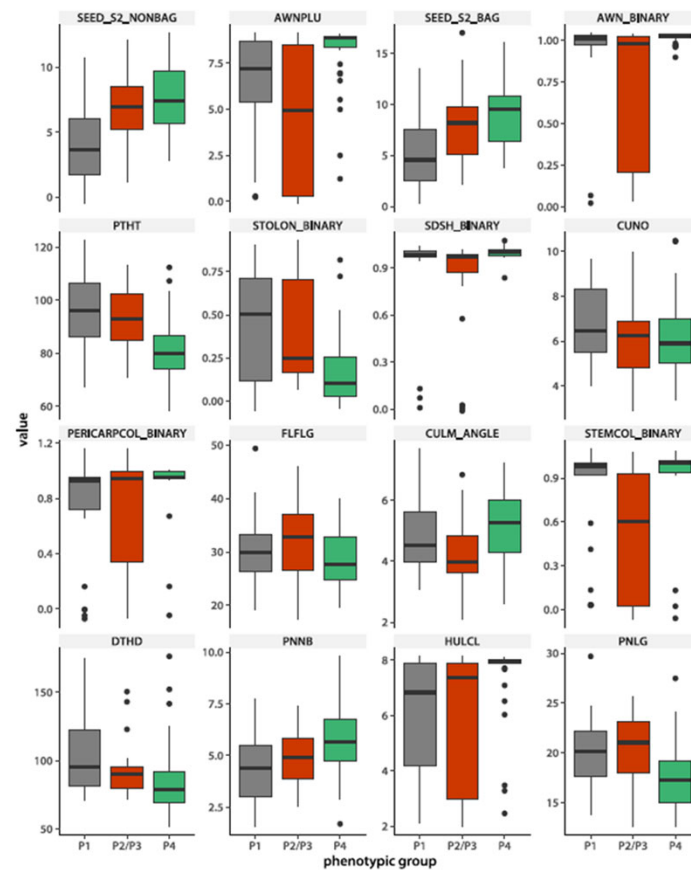 SEED_S2_NONBAG AWNPLU SEED_S2_BAG AWN_BINARY
10 5 0
7.5 5.0 2.5 0.0
15 10 5 0
1.00 0.75 0.50 0.25 0.00
PTHT STOLON_BINARY SDSH_BINARY CUNO
120 100 80 60
0.75 0.50 0.25 0.00
0.9 0.6 0.3 0.0
10 8 6 4
value
PERICARPCOL_BINARY FLFLG CULM_ANGLE STEMCOL_BINARY
1.2 0.8 0.4 0.0
50 40 30 20
6 4 2
0.9 0.6 0.3 0.0
DTHD PNNB HULCL PNLG
150 100 50
10.0 7.5 5.0 2.5
8 6 4 2
30 25 20 15
P1 P2/P3 P4 P1 P2/P3 P4 P1 P2/P3 P4 P1 P2/P3 P4
phenotypic group